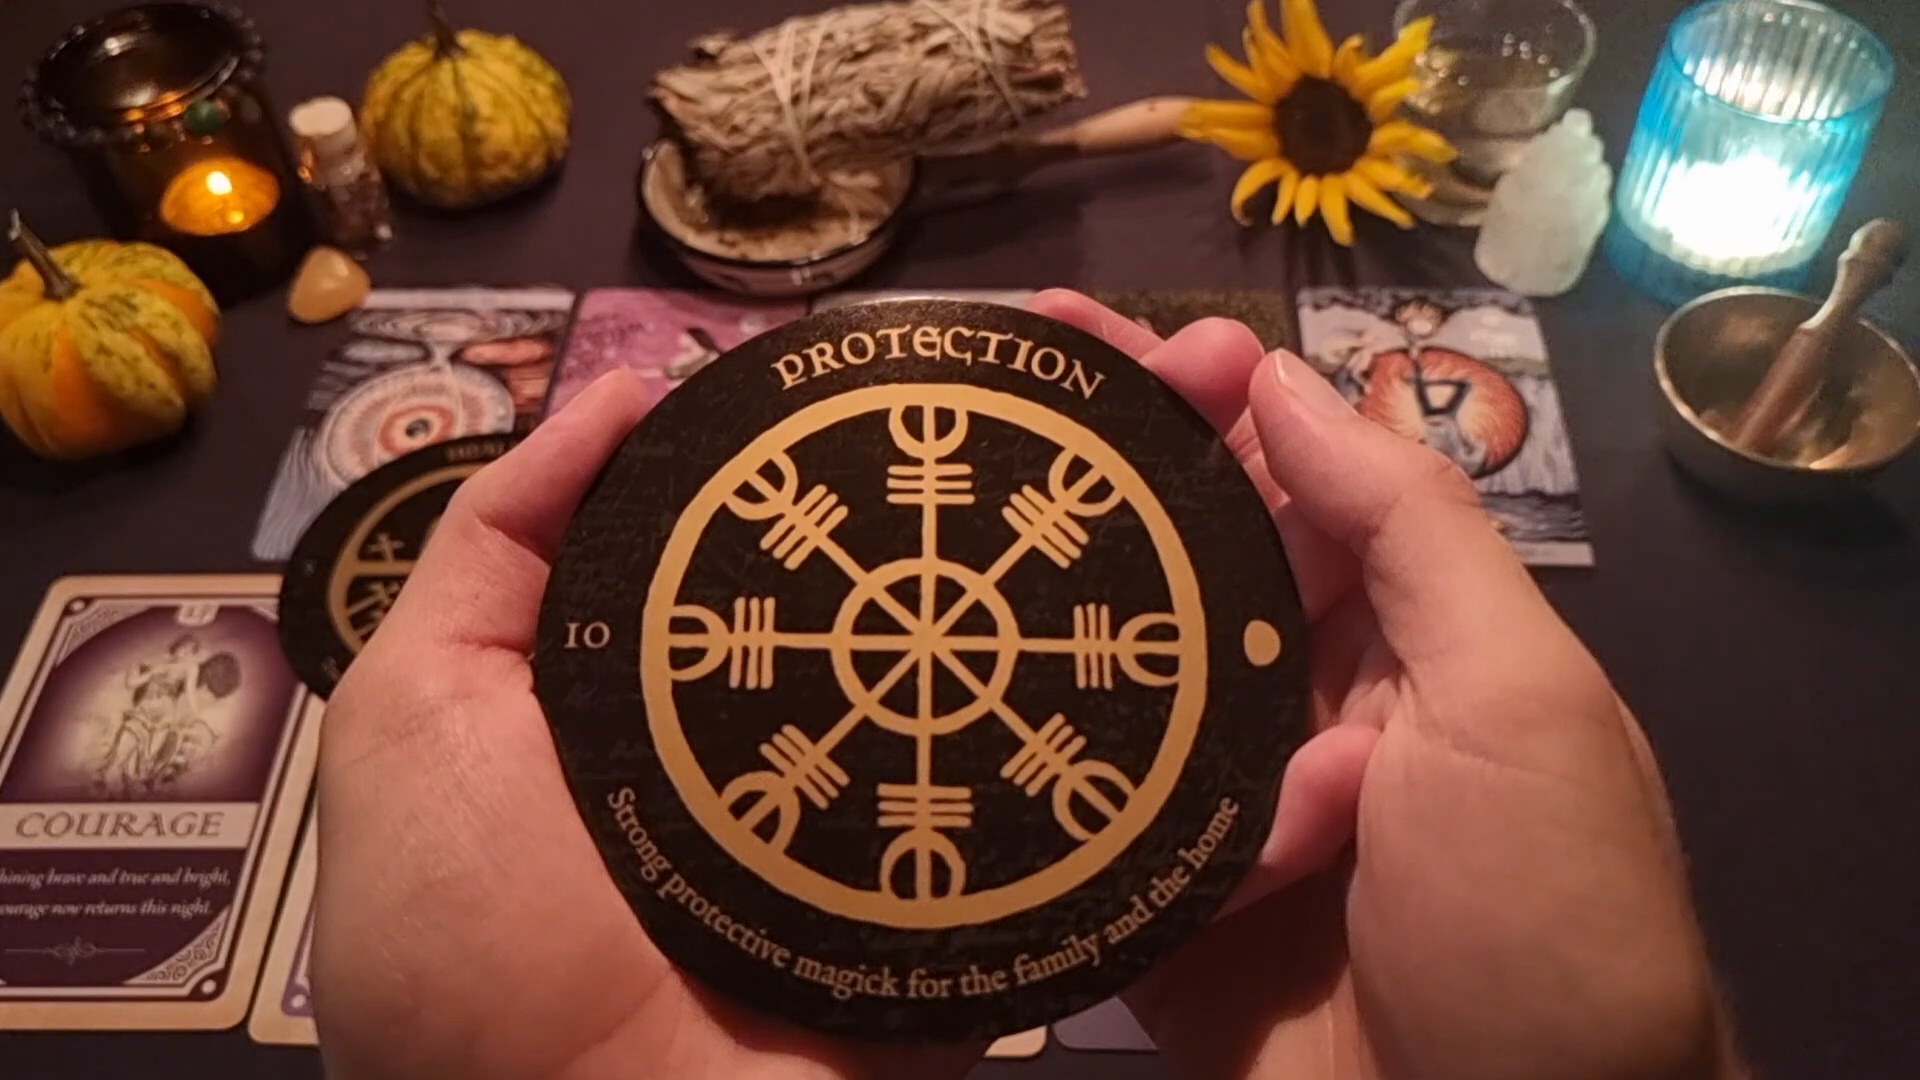 PROTECTION
10
Strong protective magick for the family and the home
17
COURAGE
hining brave and true and bright,
ourage now returns this night.